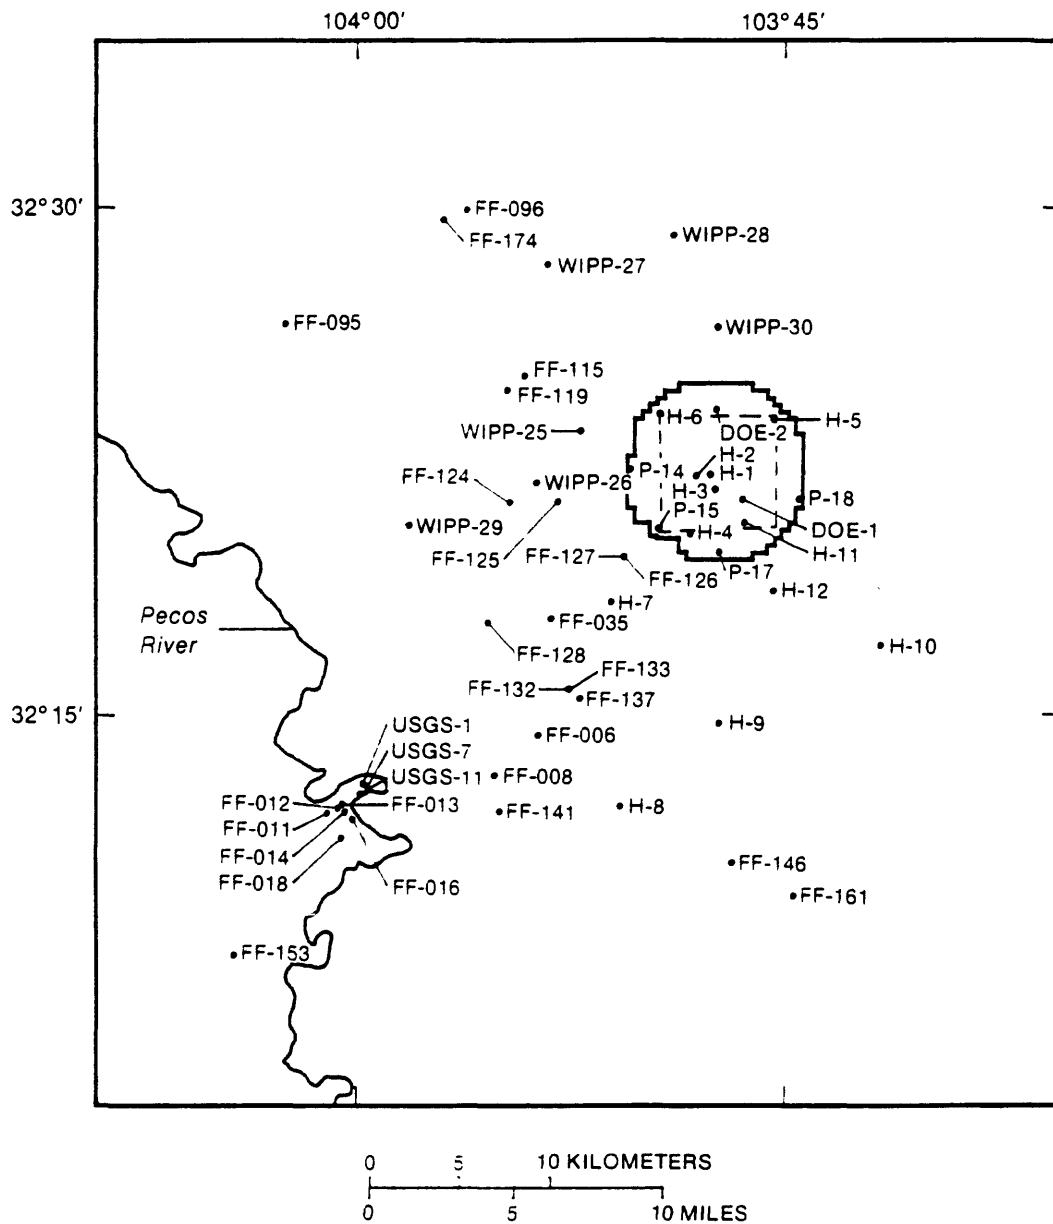 104°00′ 103°45′
32°30′
FF-096
FF-174
WIPP-28
WIPP-27
FF-095
WIPP-30
FF-115
FF-119
H-6
H-5
DOE-2
WIPP-25
H-2
P-14
H-1
FF-124
WIPP-26
H-3
P-18
P-15
WIPP-29
H-4
DOE-1
FF-125
FF-127
H-11
P-17
FF-126
H-12
H-7
Pecos
River
FF-035
H-10
FF-128
FF-133
FF-132
FF-137
32°15′
USGS-1
H-9
FF-006
USGS-7
USGS-11
FF-008
FF-012
FF-013
H-8
FF-011
FF-141
FF-014
FF-146
FF-018
FF-016
FF-161
FF-153
0 5 10 KILOMETERS
0 5 10 MILES